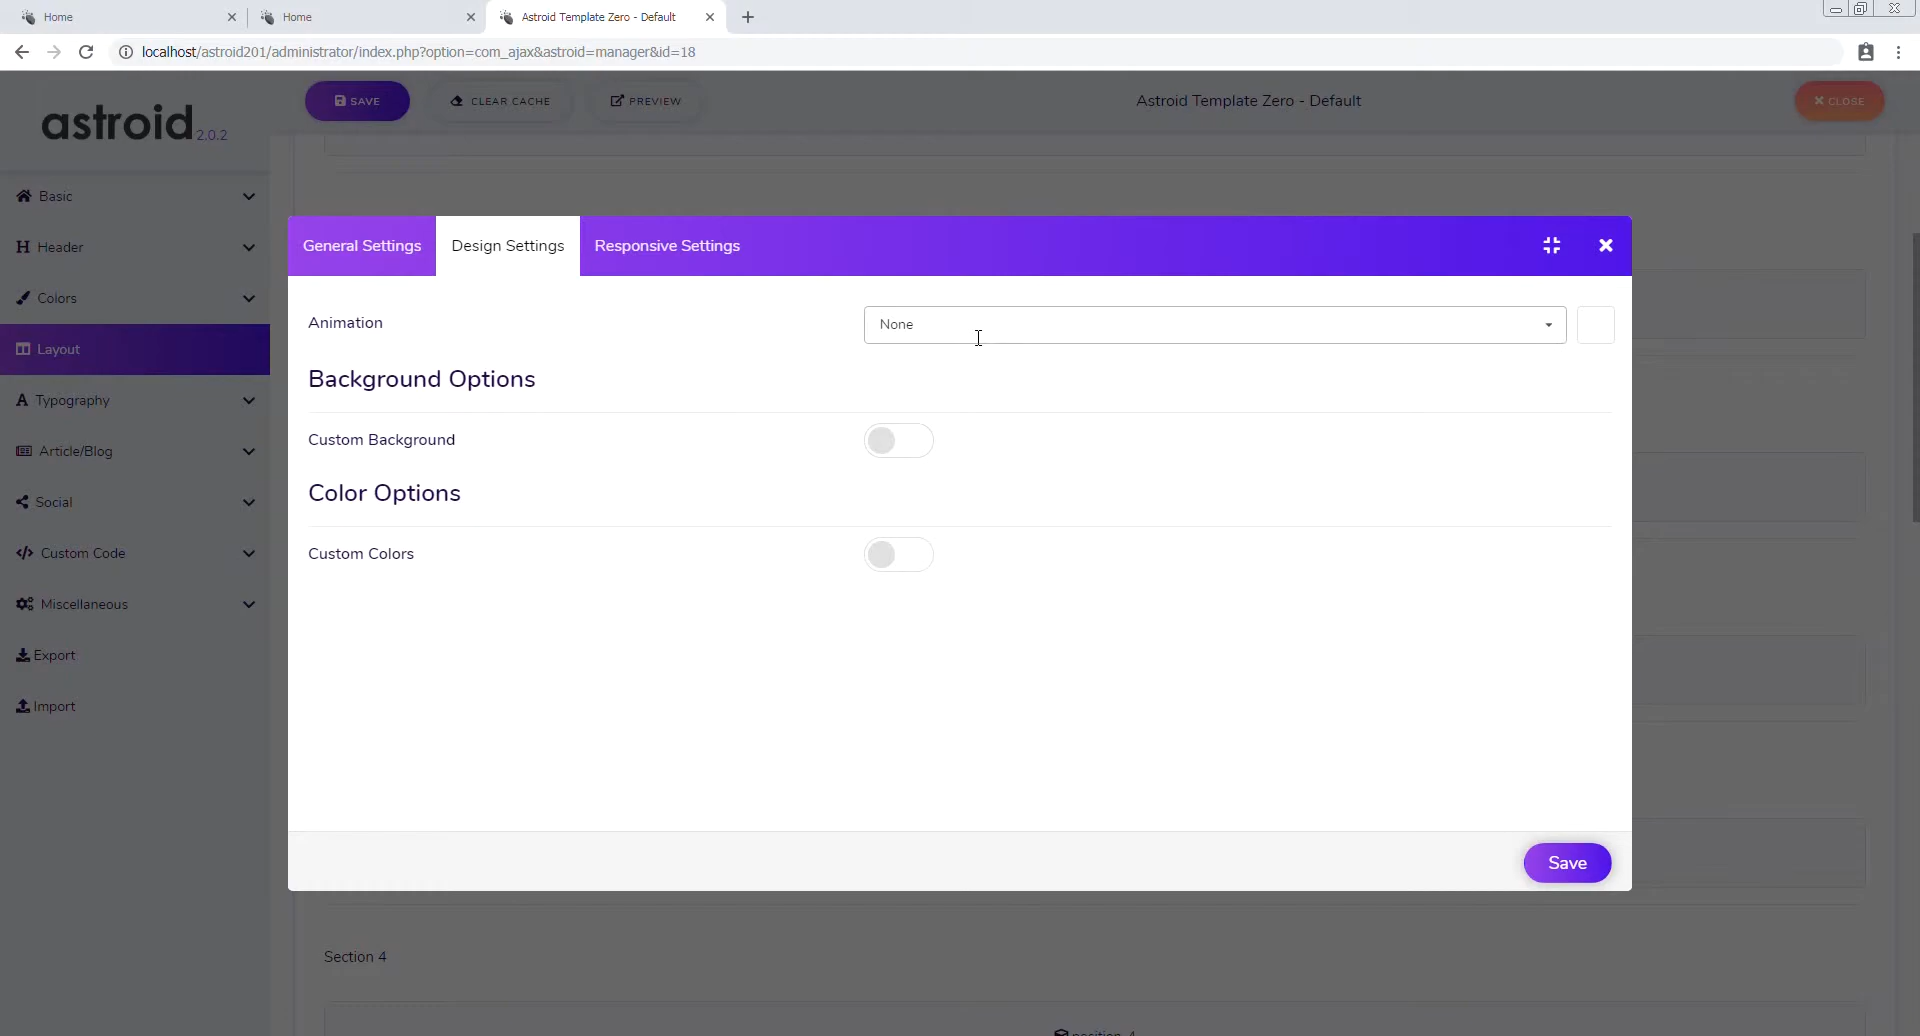 Home
Home
Astroid Template Zero - Default
localhost/astroid201/administrator/index.php?option=com_ajax&astroid=manager&id=18
astroid 2.0.2
SAVE
CLEAR CACHE
PREVIEW
Astroid Template Zero - Default
CLOSE
Basic
Header
Colors
Layout
Typography
Article/Blog
Social
Custom Code
Miscellaneous
Export
Import
General Settings
Design Settings
Responsive Settings
Animation
None
Background Options
Custom Background
Color Options
Custom Colors
Save
Section 4
position-4